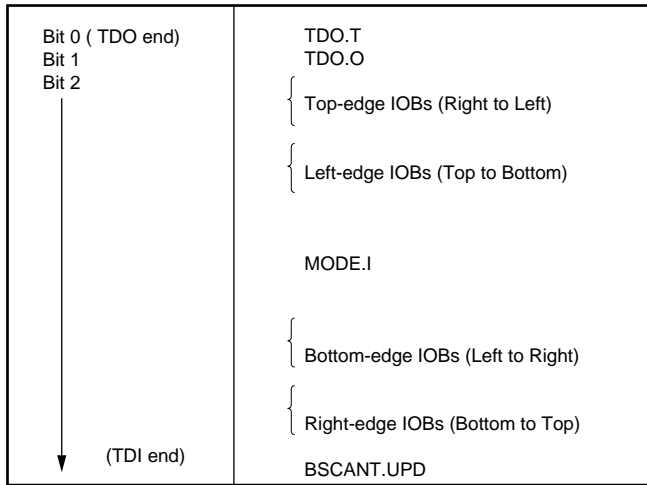 Bit 0 ( TDO end) TDO.T
Bit 1 TDO.O
Bit 2
Top-edge IOBs (Right to Left)
Left-edge IOBs (Top to Bottom)
MODE.I
Bottom-edge IOBs (Left to Right)
Right-edge IOBs (Bottom to Top)
(TDI end)
BSCANT.UPD